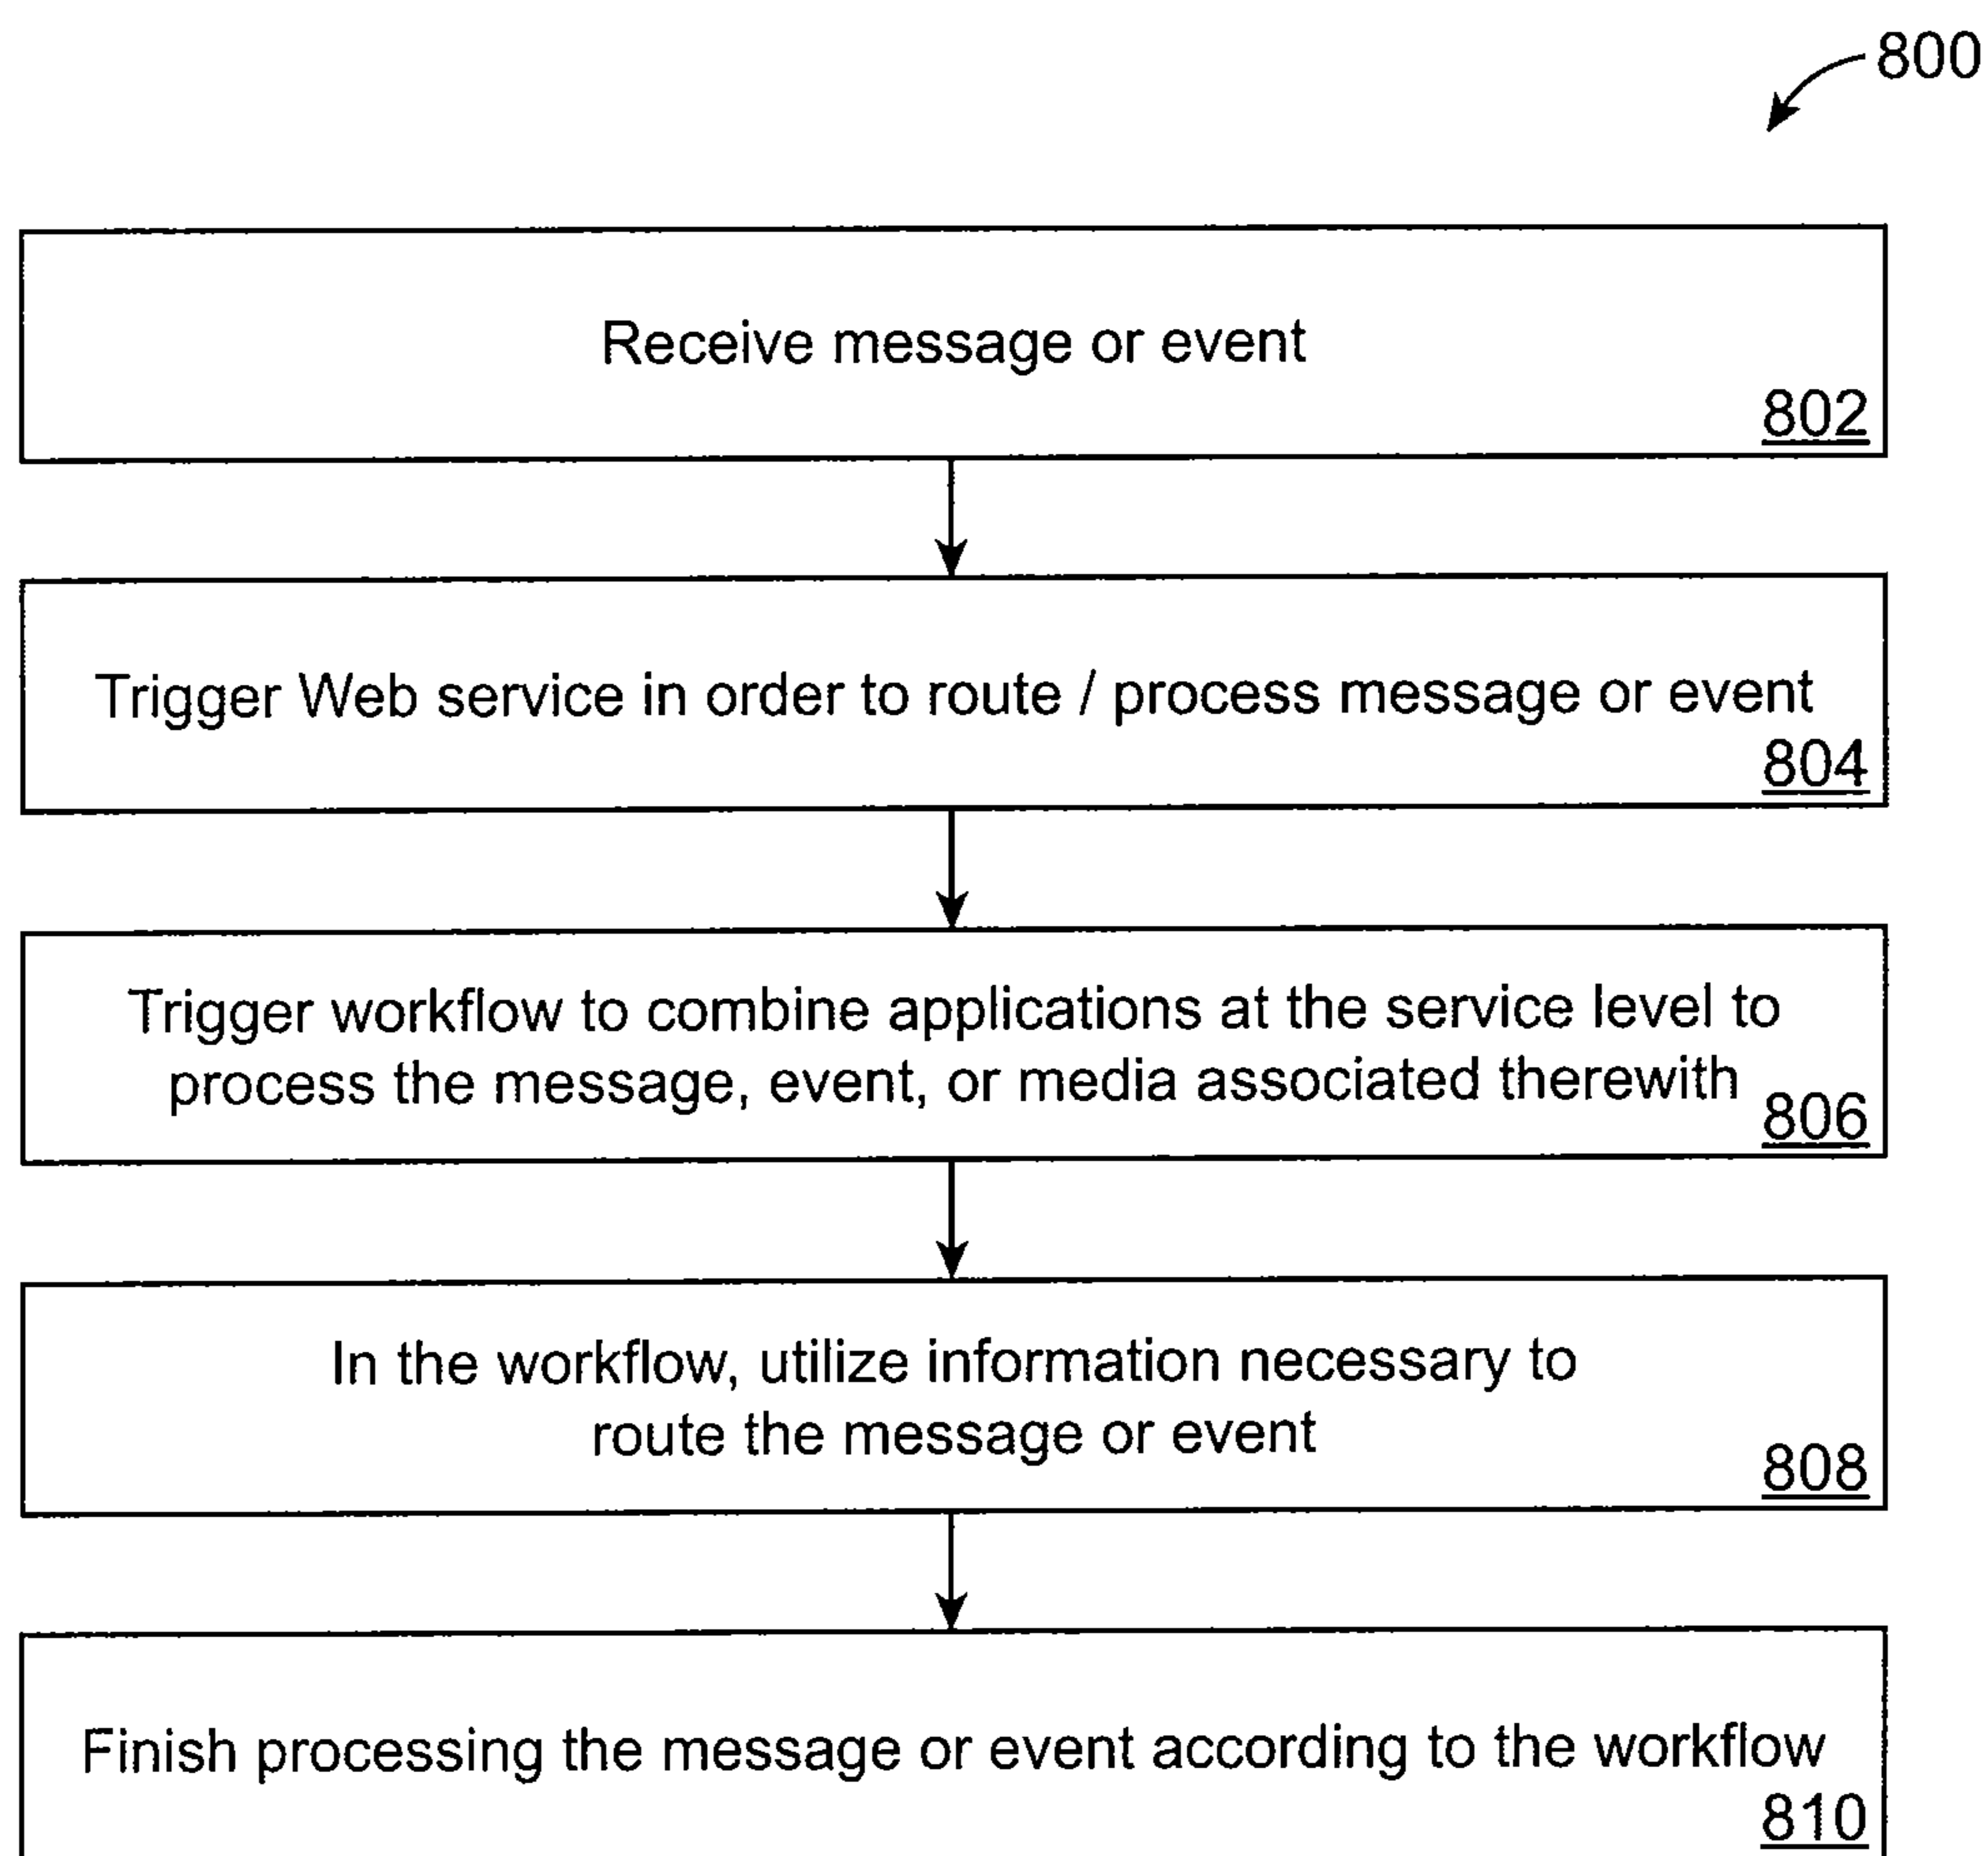 800
Receive message or event
802
Trigger Web service in order to route / process message or event
804
Trigger workflow to combine applications at the service level to
process the message, event, or media associated therewith
806
In the workflow, utilize information necessary to
route the message or event
808
Finish processing the message or event according to the workflow
810